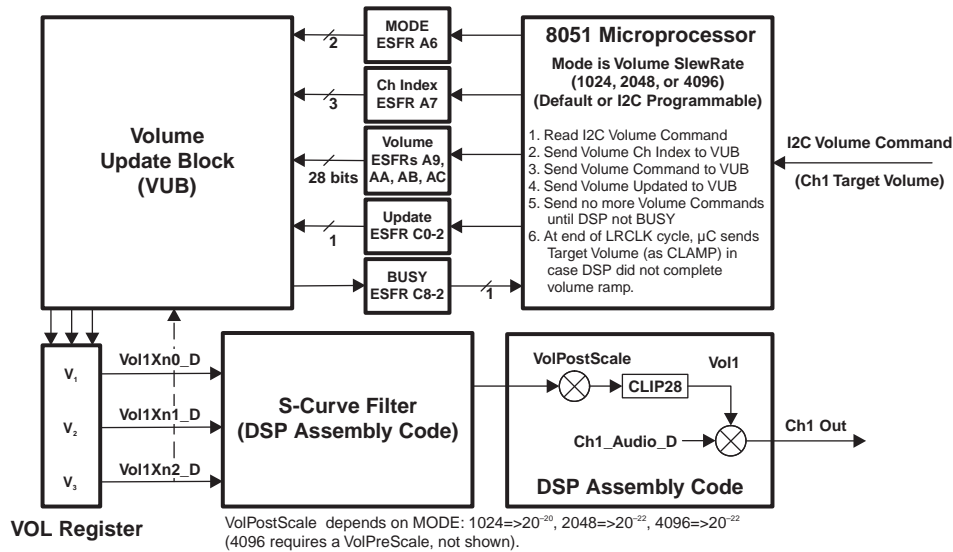 MODE
ESFR A6
2
Ch Index
ESFR A7
3
Volume
ESFRs A9,
AA, AB, AC
28 bits
Update
ESFR C0-2
1
BUSY
ESFR C8-2
1
Volume
Update Block
(VUB)
8051 Microprocessor
Mode is Volume SlewRate
(1024, 2048, or 4096)
(Default or I2C Programmable)
1. Read I2C Volume Command
2. Send Volume Ch Index to VUB
3. Send Volume Command to VUB
4. Send Volume Updated to VUB
5. Send no more Volume Commands
until DSP not BUSY
6. At end of LRCLK cycle, µC sends
Target Volume (as CLAMP) in
case DSP did not complete
volume ramp.
I2C Volume Command
(Ch1 Target Volume)
V1
V2
V3
Vol1Xn0_D
Vol1Xn1_D
Vol1Xn2_D
VOL Register
S-Curve Filter
(DSP Assembly Code)
VolPostScale
CLIP28
Vol1
Ch1_Audio_D
Ch1 Out
DSP Assembly Code
VolPostScale depends on MODE: 1024=>20⁻²⁰, 2048=>20⁻²², 4096=>20⁻²²
(4096 requires a VolPreScale, not shown).